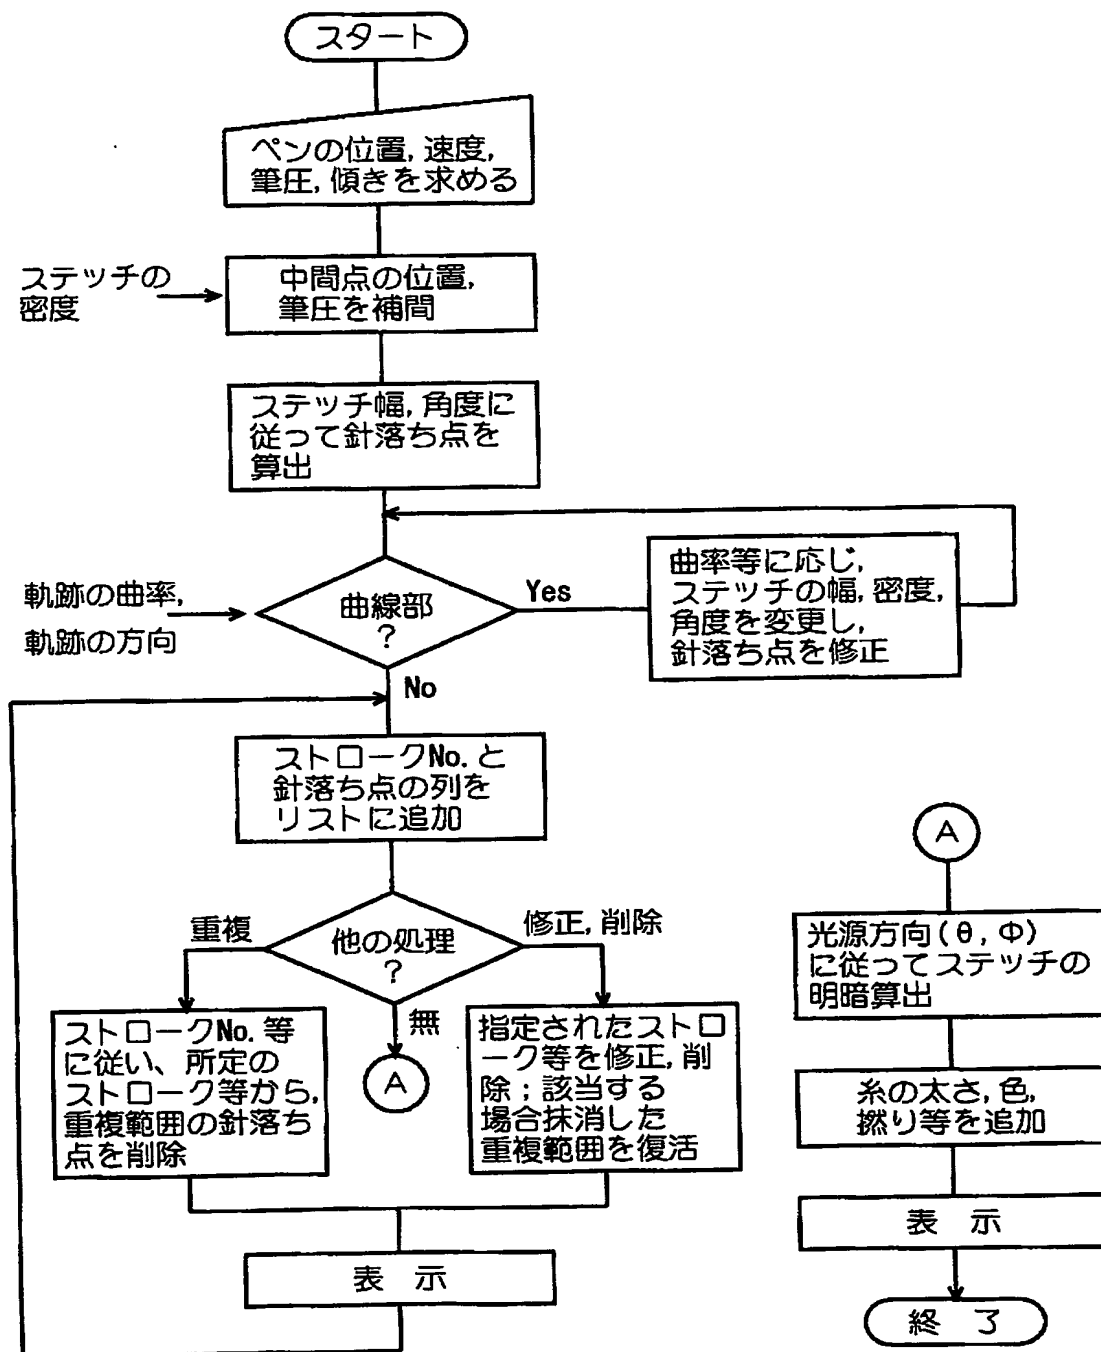 スタート
ペンの位置, 速度,
筆圧, 傾きを求める
ステッチの
密度
中間点の位置,
筆圧を補間
ステッチ幅, 角度に
従って針落ち点を
算出
軌跡の曲率,
軌跡の方向
曲線部
?
Yes
曲率等に応じ,
ステッチの幅, 密度,
角度を変更し,
針落ち点を修正
No
ストロークNo. と
針落ち点の列を
リストに追加
他の処理
?
重複
修正, 削除
無
ストロークNo. 等
に従い、所定の
ストローク等から,
重複範囲の針落ち
点を削除
A
指定されたストロ
ーク等を修正, 削
除 ; 該当する
場合抹消した
重複範囲を復活
表 示
A
光源方向 (θ, Φ)
に従ってステッチの
明暗算出
糸の太さ, 色,
撚り等を追加
表 示
終 了